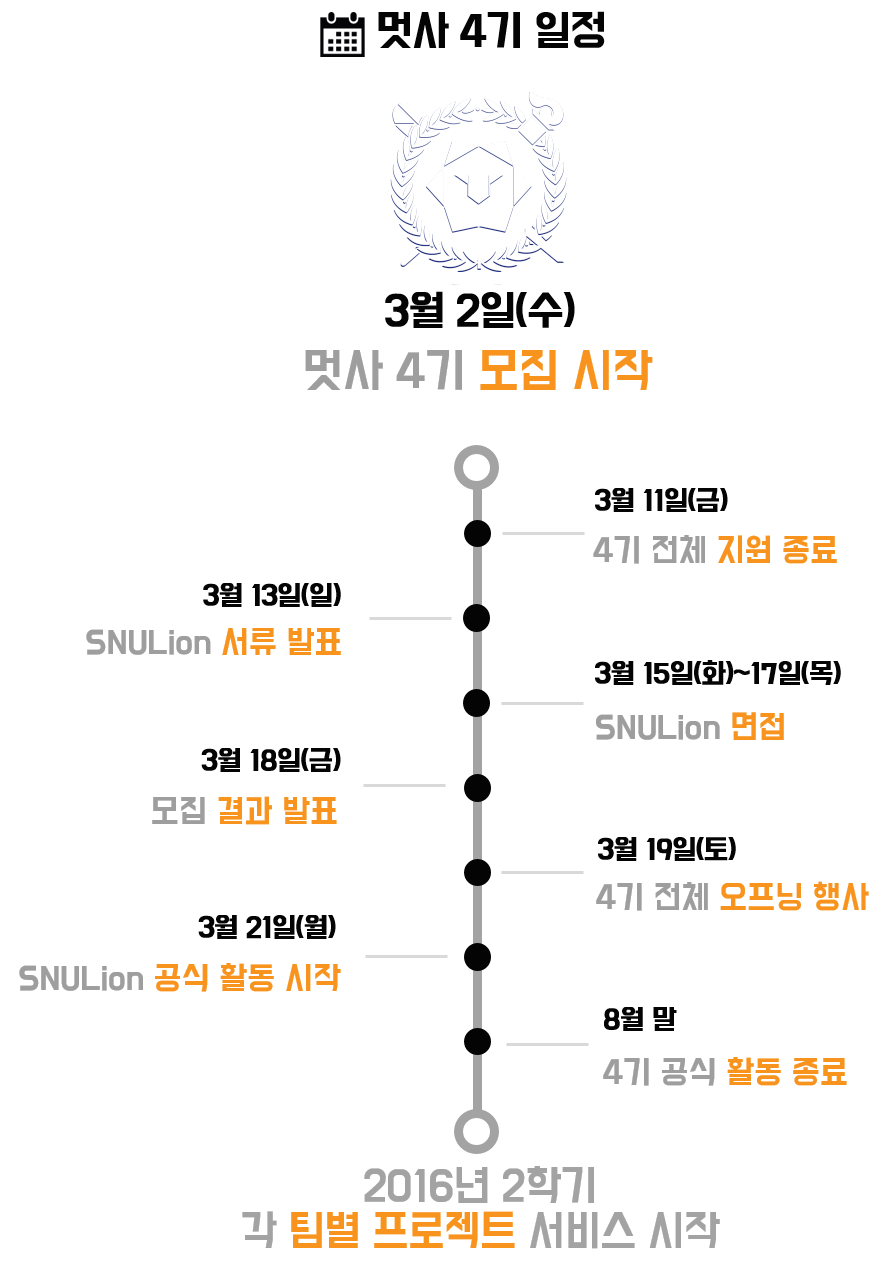 멋사 4기 일정
3월 2일(수)
멋사 4기 모집 시작
3월 11일(금)
4기 전체 지원 종료
3월 13일(일)
SNULion 서류 발표
3월 15일(화)~17일(목)
SNULion 면접
3월 18일(금)
모집 결과 발표
3월 19일(토)
4기 전체 오프닝 행사
3월 21일(월)
SNULion 공식 활동 시작
8월 말
4기 공식 활동 종료
2016년 2학기
각 팀별 프로젝트 서비스 시작